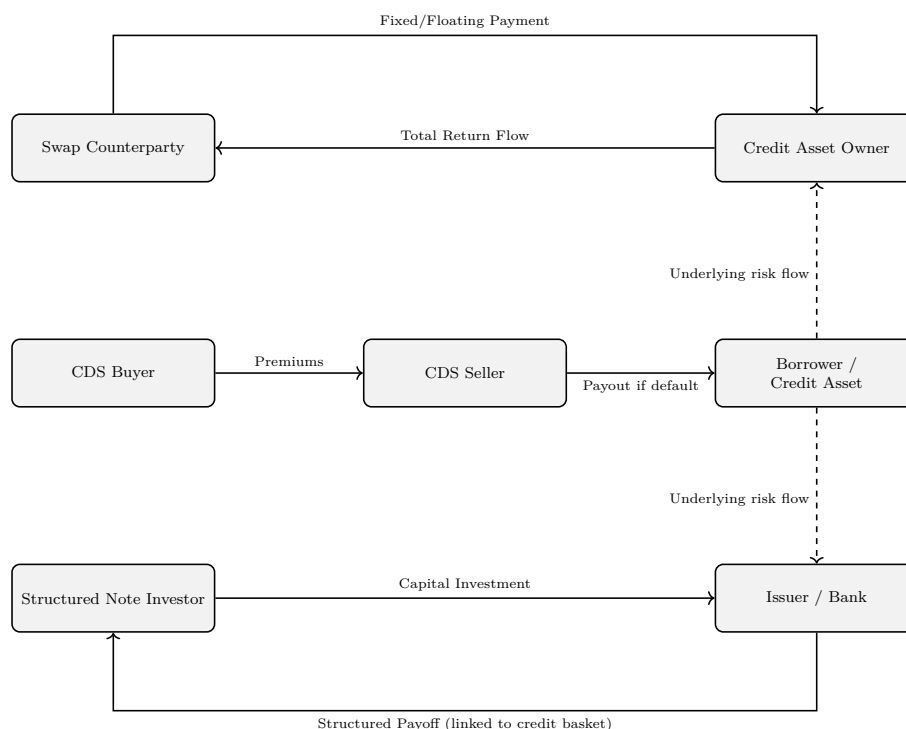 Fixed/Floating Payment
Swap Counterparty
Total Return Flow
Credit Asset Owner
Underlying risk flow
CDS Buyer
Premiums
CDS Seller
Payout if default
Borrower /
Credit Asset
Underlying risk flow
Structured Note Investor
Capital Investment
Issuer / Bank
Structured Payoff (linked to credit basket)